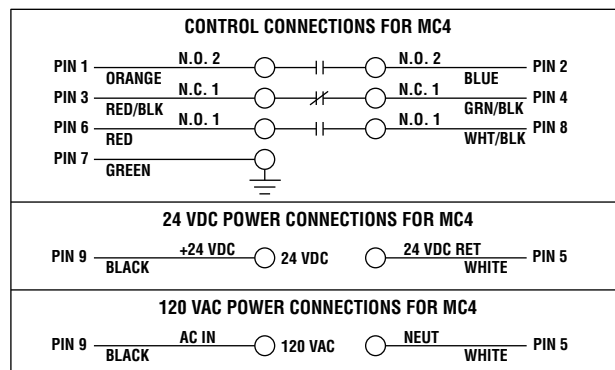 CONTROL CONNECTIONS FOR MC4
PIN 1 N.O. 2 N.O. 2 PIN 2
ORANGE BLUE
PIN 3 N.C. 1 N.C. 1 PIN 4
RED/BLK GRN/BLK
PIN 6 N.O. 1 N.O. 1 PIN 8
RED WHT/BLK
PIN 7
GREEN
24 VDC POWER CONNECTIONS FOR MC4
PIN 9 +24 VDC 24 VDC 24 VDC RET PIN 5
BLACK WHITE
120 VAC POWER CONNECTIONS FOR MC4
PIN 9 AC IN 120 VAC NEUT PIN 5
BLACK WHITE